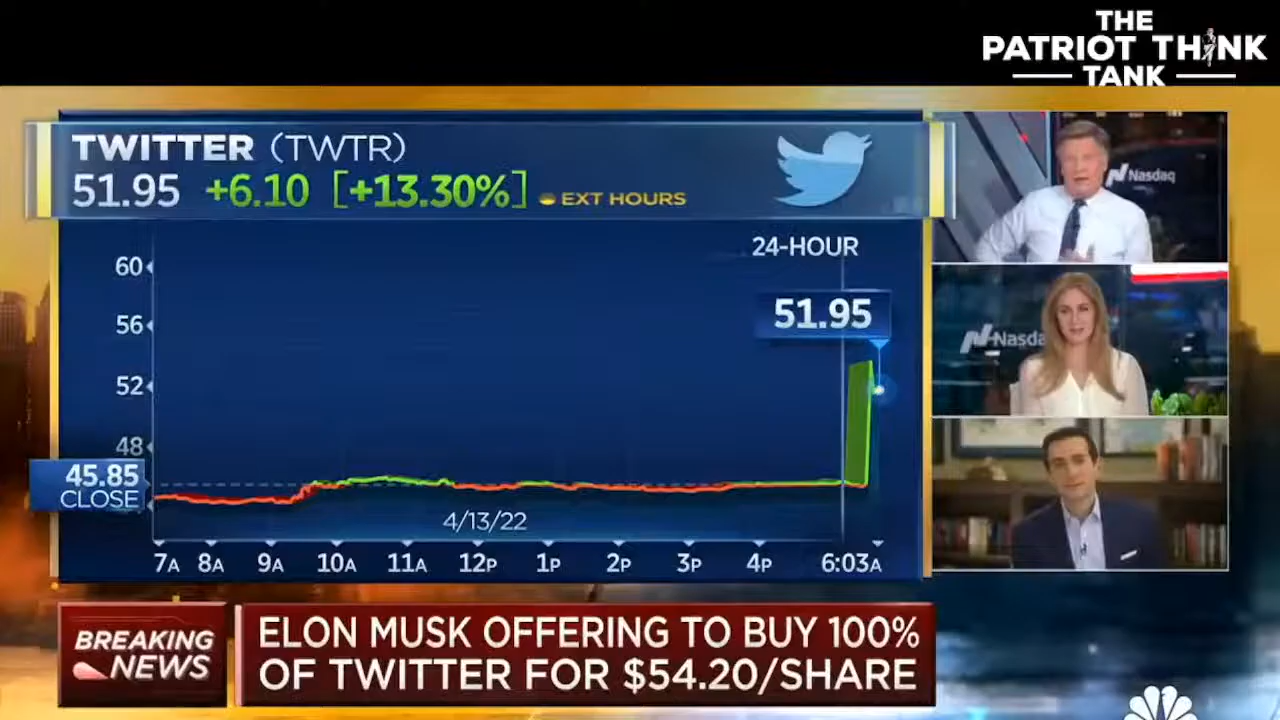 THE
PATRIOT THINK
TANK
TWITTER (TWTR)
51.95 +6.10 [+13.30%] EXT HOURS
24-HOUR
60
56
52
48
51.95
45.85
CLOSE
4/13/22
7A 8A 9A 10A 11A 12P 1P 2P 3P 4P 6:03A
Nasdaq
Nasda
BREAKING
NEWS
ELON MUSK OFFERING TO BUY 100%
OF TWITTER FOR $54.20/SHARE